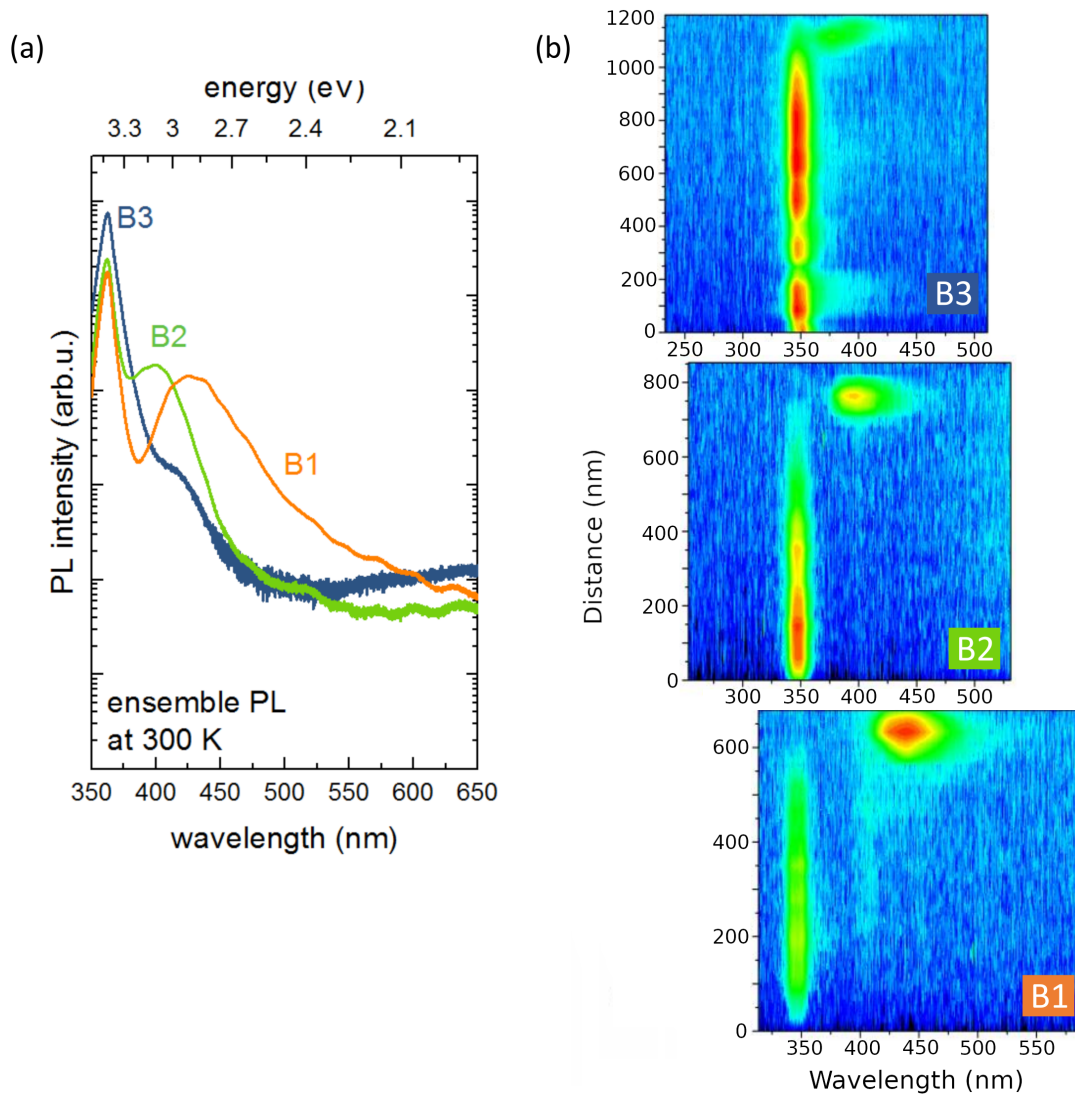 (a)
energy (eV)
3.3 3 2.7 2.4 2.1
B3
B2
B1
PL intensity (arb.u.)
ensemble PL
at 300 K
350 400 450 500 550 600 650
wavelength (nm)
(b)
1200
1000
800
600
400
200
0
B3
250 300 350 400 450 500
Distance (nm)
800
600
400
200
0
B2
300 350 400 450 500
600
400
200
0
B1
350 400 450 500 550
Wavelength (nm)